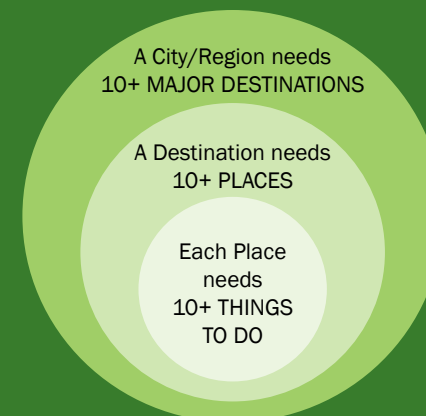 A City/Region needs
10+ MAJOR DESTINATIONS
A Destination needs
10+ PLACES
Each Place
needs
10+ THINGS
TO DO